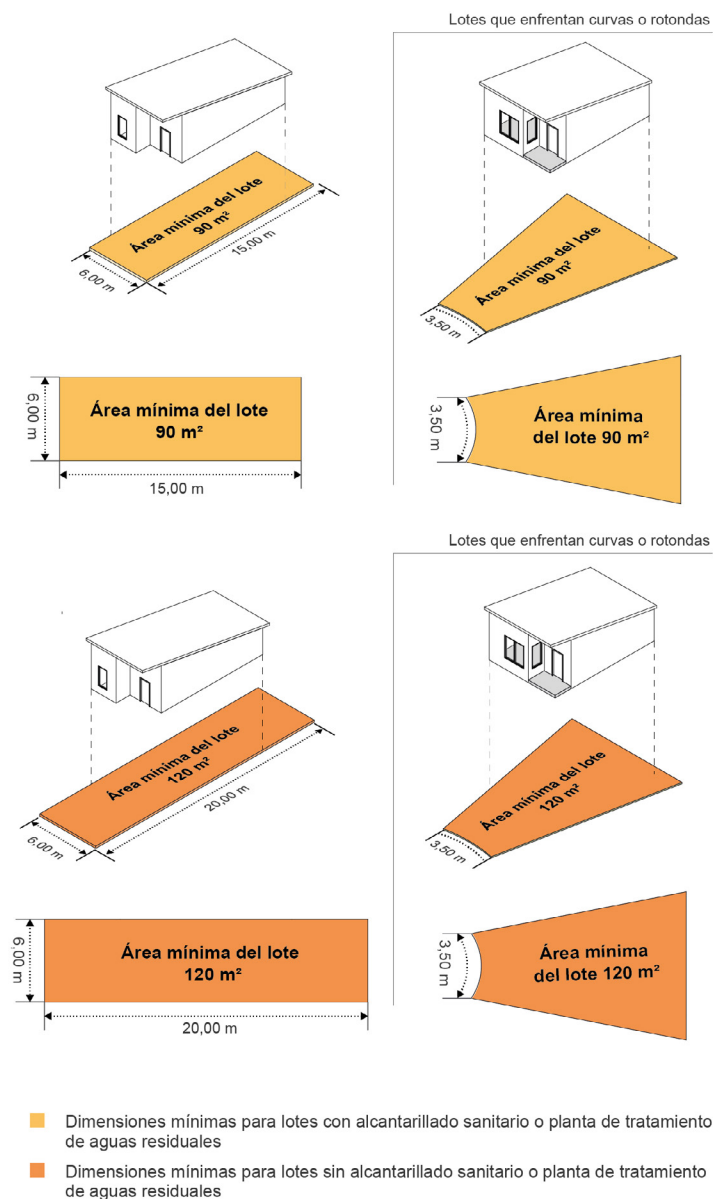 Lotes que enfrentan curvas o rotondas
Área mínima del lote
90 m²
6,00 m
15,00 m
Área mínima del lote
90 m²
3,50 m
6,00 m
Área mínima del lote
90 m²
15,00 m
3,50 m
Área mínima
del lote 90 m²
Lotes que enfrentan curvas o rotondas
Área mínima del lote
120 m²
6,00 m
20,00 m
Área mínima del lote
120 m²
3,50 m
6,00 m
Área mínima del lote
120 m²
20,00 m
3,50 m
Área mínima
del lote 120 m²
Dimensiones mínimas para lotes con alcantarillado sanitario o planta de tratamiento
de aguas residuales
Dimensiones mínimas para lotes sin alcantarillado sanitario o planta de tratamiento
de aguas residuales